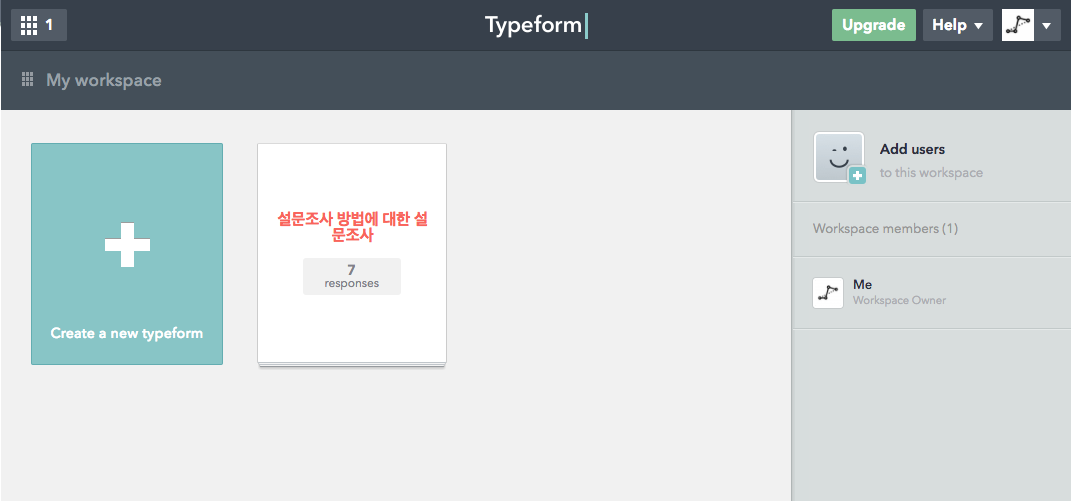 1
Typeform
Upgrade
Help
My workspace
Create a new typeform
설문조사 방법에 대한 설
문조사
7
responses
Add users
to this workspace
Workspace members (1)
Me
Workspace Owner